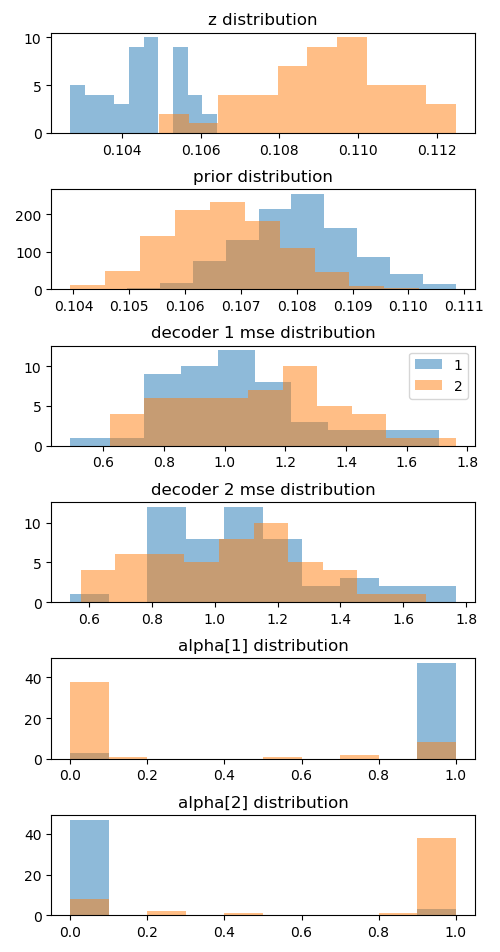 z distribution
10
5
0
0.104 0.106 0.108 0.110 0.112
prior distribution
200
100
0
0.104 0.105 0.106 0.107 0.108 0.109 0.110 0.111
decoder 1 mse distribution
10
5
0
1
2
0.6 0.8 1.0 1.2 1.4 1.6 1.8
decoder 2 mse distribution
10
5
0
0.6 0.8 1.0 1.2 1.4 1.6 1.8
alpha[1] distribution
40
20
0
0.0 0.2 0.4 0.6 0.8 1.0
alpha[2] distribution
40
20
0
0.0 0.2 0.4 0.6 0.8 1.0